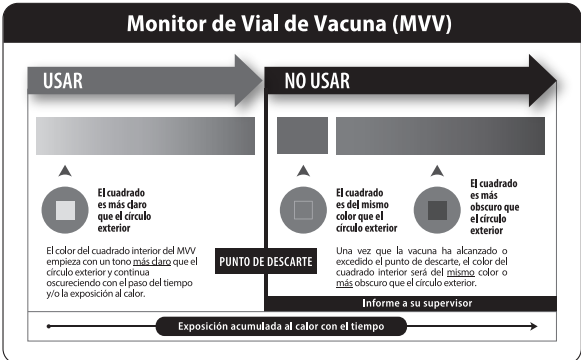 Monitor de Vial de Vacuna (MVV)
USAR
NO USAR
El cuadrado
es más claro
que el círculo
exterior
El cuadrado
es del mismo
color que el
círculo exterior
El cuadrado
es más
obscuro que
el círculo
exterior
El color del cuadrado interior del MVV
empieza con un tono más claro que el
círculo exterior y continua
oscureciendo con el paso del tiempo
y/o la exposición al calor.
PUNTO DE DESCARTE
Una vez que la vacuna ha alcanzado o
excedido el punto de descarte, el color del
cuadrado interior será del mismo color o
más obscuro que el círculo exterior.
Informe a su supervisor
Exposición acumulada al calor con el tiempo